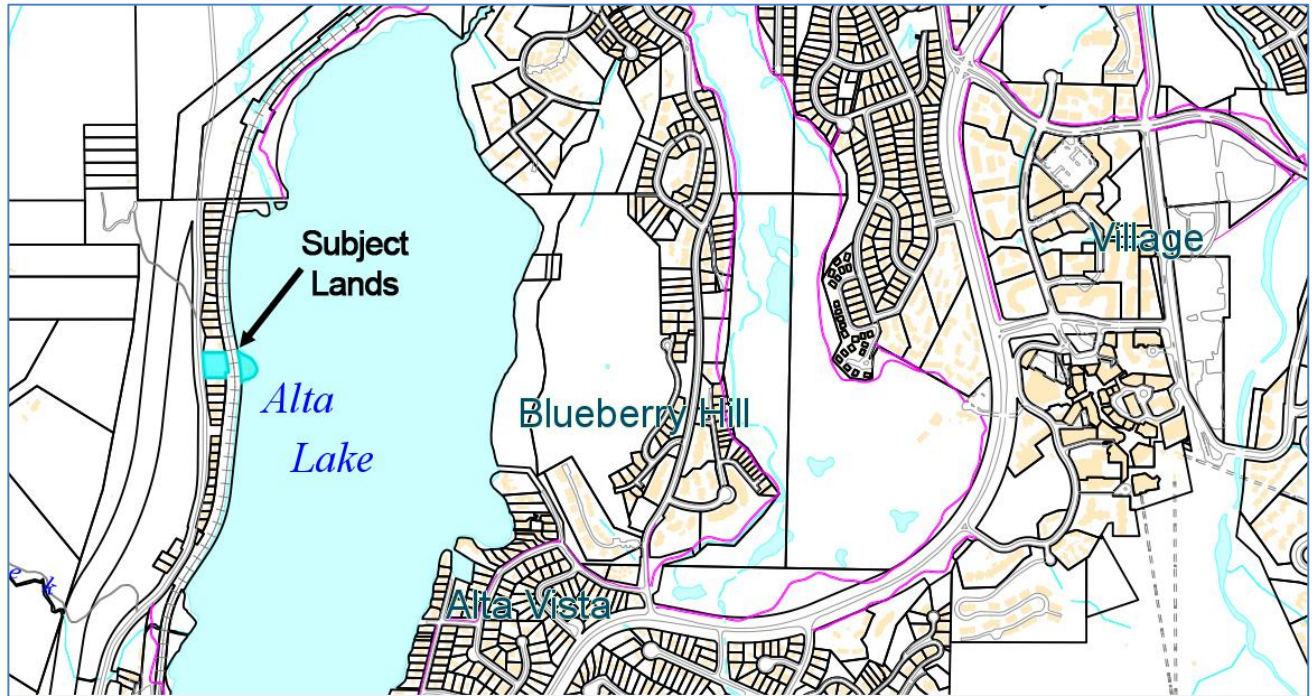 Subject
Lands
Village
Alta
Lake
Blueberry Hill
Alta Vista
e k